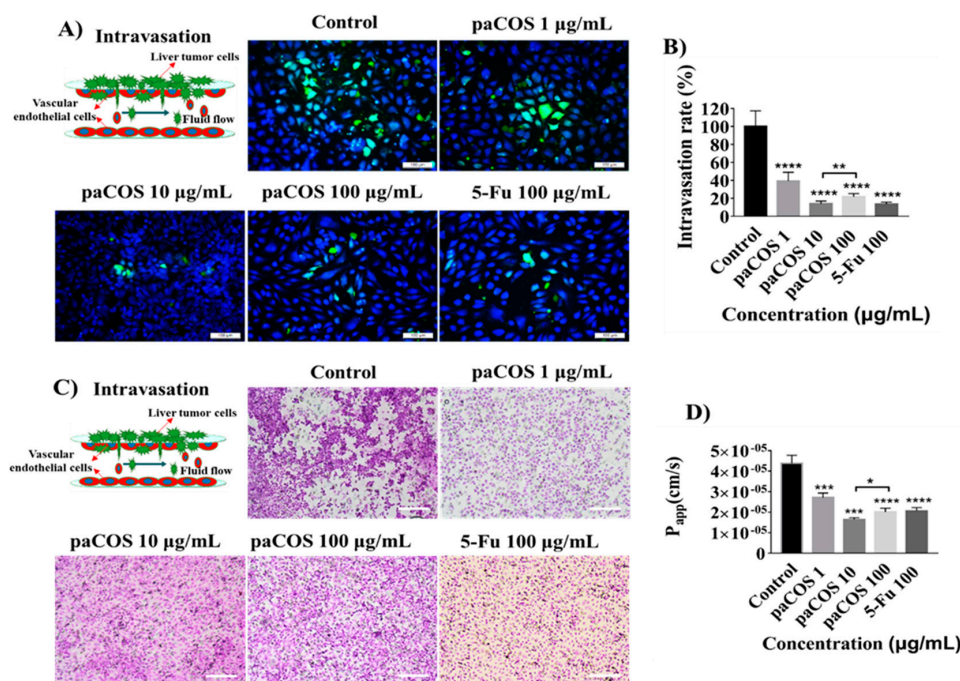 A)
Intravasation
Liver tumor cells
Vascular
endothelial cells
Fluid flow
Control
paCOS 1 µg/mL
paCOS 10 µg/mL
paCOS 100 µg/mL
5-Fu 100 µg/mL
B)
Intravasation rate (%)
120
100
80
60
40
20
0
****
****
**
****
****
Control
paCOS 1
paCOS 10
paCOS 100
5-Fu 100
Concentration (µg/mL)
C)
Intravasation
Liver tumor cells
Vascular
endothelial cells
Fluid flow
Control
paCOS 1 µg/mL
paCOS 10 µg/mL
paCOS 100 µg/mL
5-Fu 100 µg/mL
D)
Papp(cm/s)
5×10-05
4×10-05
3×10-05
2×10-05
1×10-05
0
***
***
*
****
****
Control
paCOS 1
paCOS 10
paCOS 100
5-Fu 100
Concentration (µg/mL)